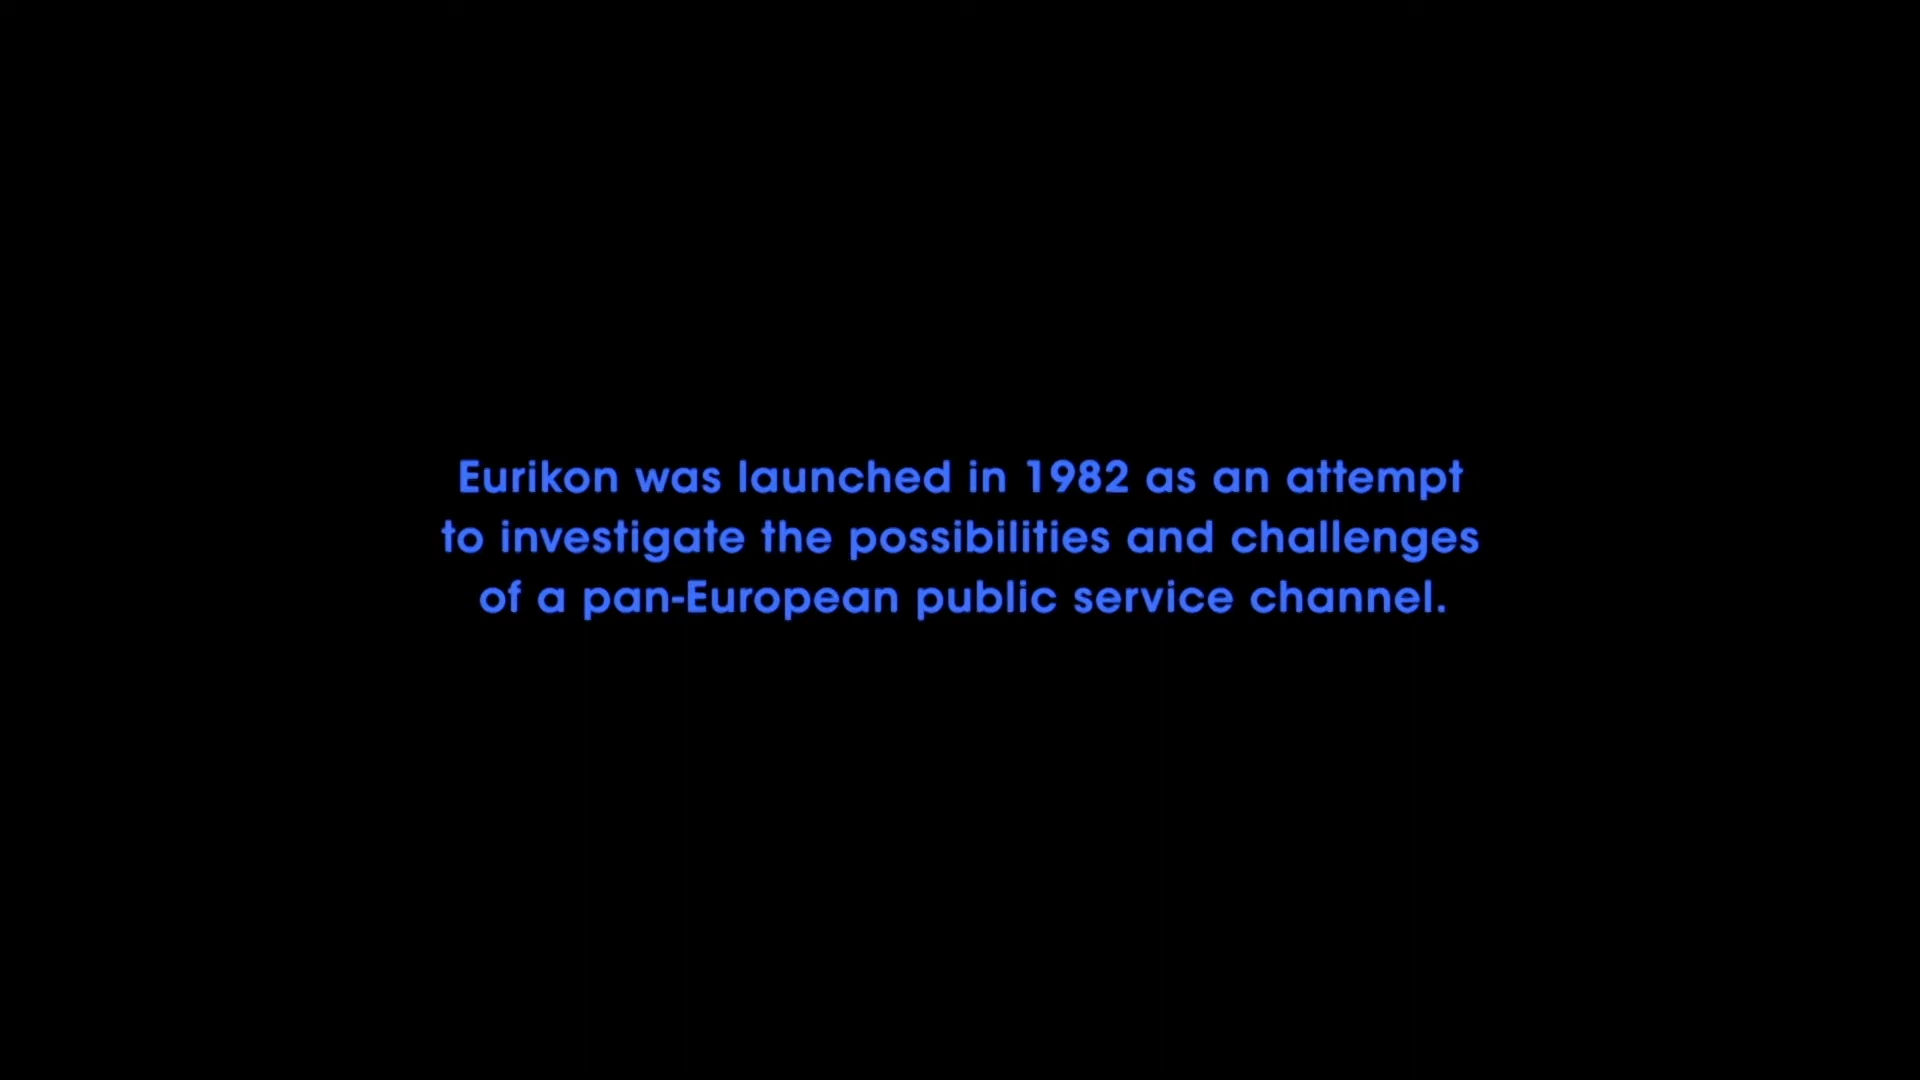 Eurikon was launched in 1982 as an attempt
to investigate the possibilities and challenges
of a pan-European public service channel.